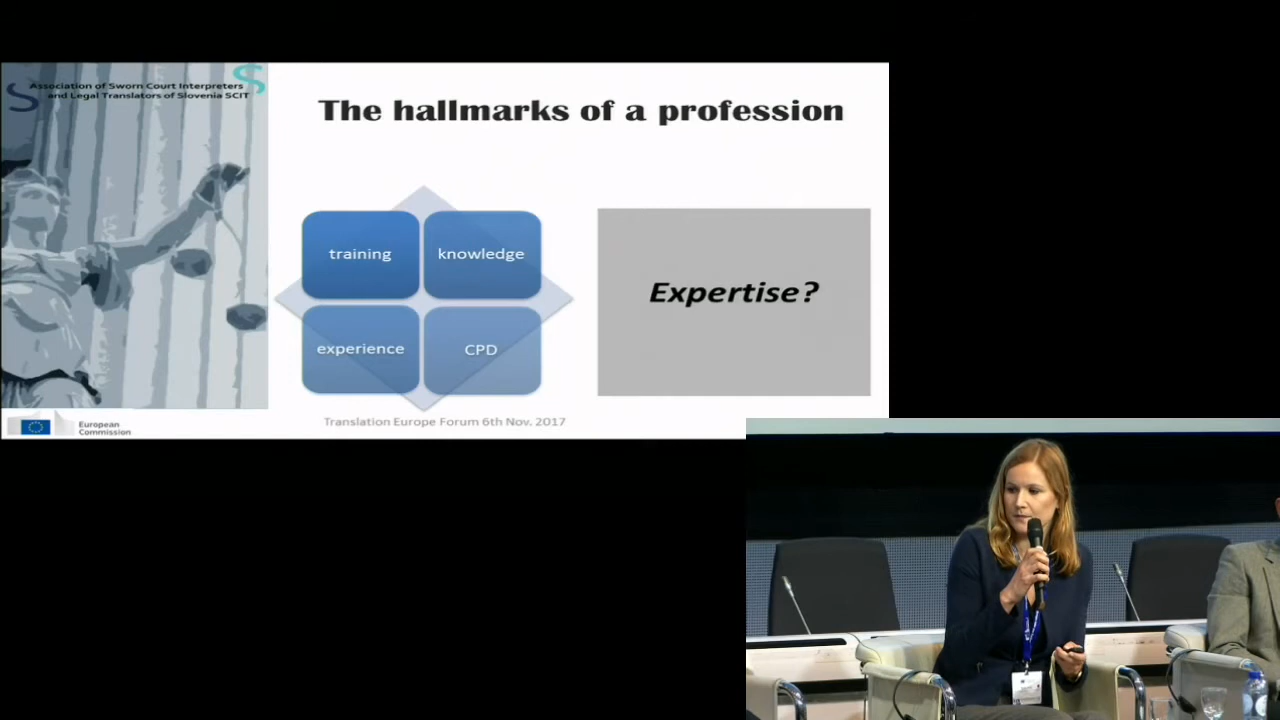 Association of Sworn Court Interpreters
and Legal Translators of Slovenia SCIT
The hallmarks of a profession
training
knowledge
experience
CPD
Expertise?
Translation Europe Forum 6th Nov. 2017
European
Commission